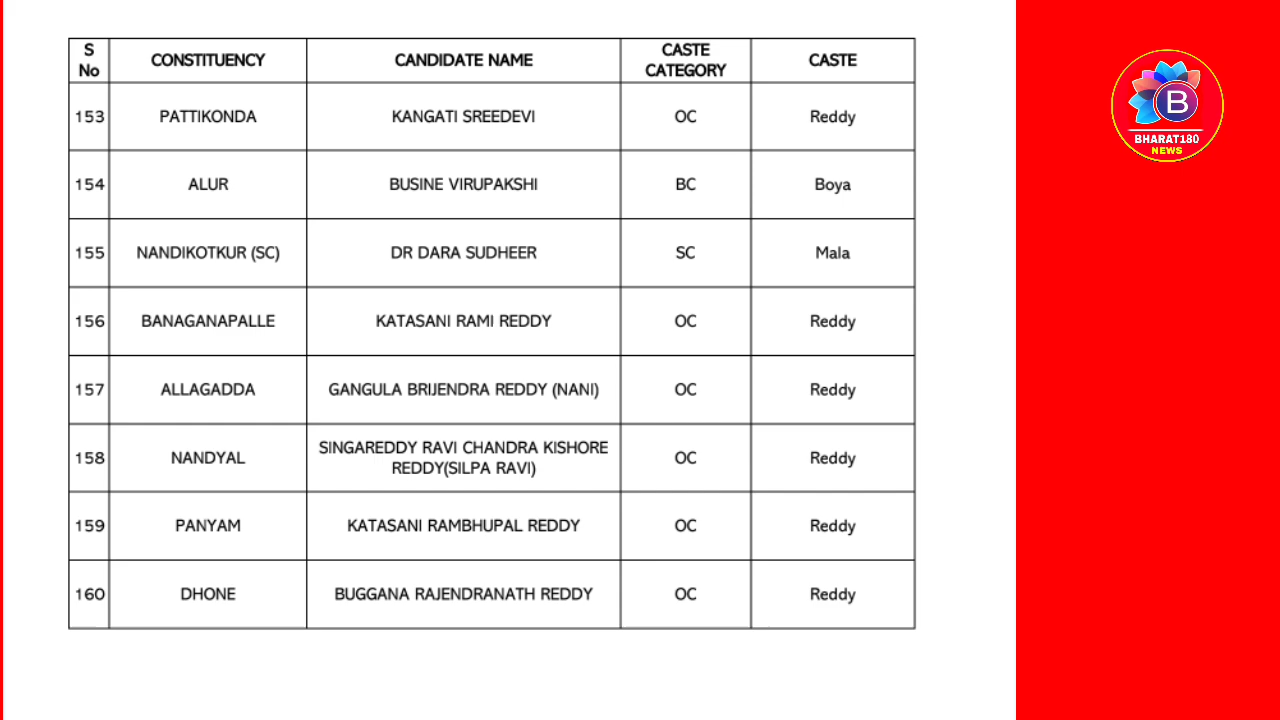 S No CONSTITUENCY CANDIDATE NAME CASTE CATEGORY CASTE
153 PATTIKONDA KANGATI SREEDEVI OC Reddy
154 ALUR BUSINE VIRUPAKSHI BC Boya
155 NANDIKOTKUR (SC) DR DARA SUDHEER SC Mala
156 BANAGANAPALLE KATASANI RAMI REDDY OC Reddy
157 ALLAGADDA GANGULA BRIJENDRA REDDY (NANI) OC Reddy
158 NANDYAL SINGAREDDY RAVI CHANDRA KISHORE REDDY(SILPA RAVI) OC Reddy
159 PANYAM KATASANI RAMBHUPAL REDDY OC Reddy
160 DHONE BUGGANA RAJENDRANATH REDDY OC Reddy
B
BHARAT180
NEWS